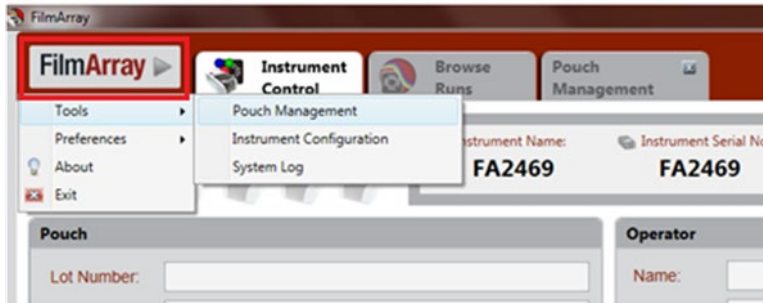 FilmArray
FilmArray
Instrument
Control
Browse
Runs
Pouch
Management
Tools
Preferences
About
Exit
Pouch Management
Instrument Configuration
System Log
Name:
FA2469
Instrument Serial No
FA2469
Pouch
Lot Number:
Operator
Name: